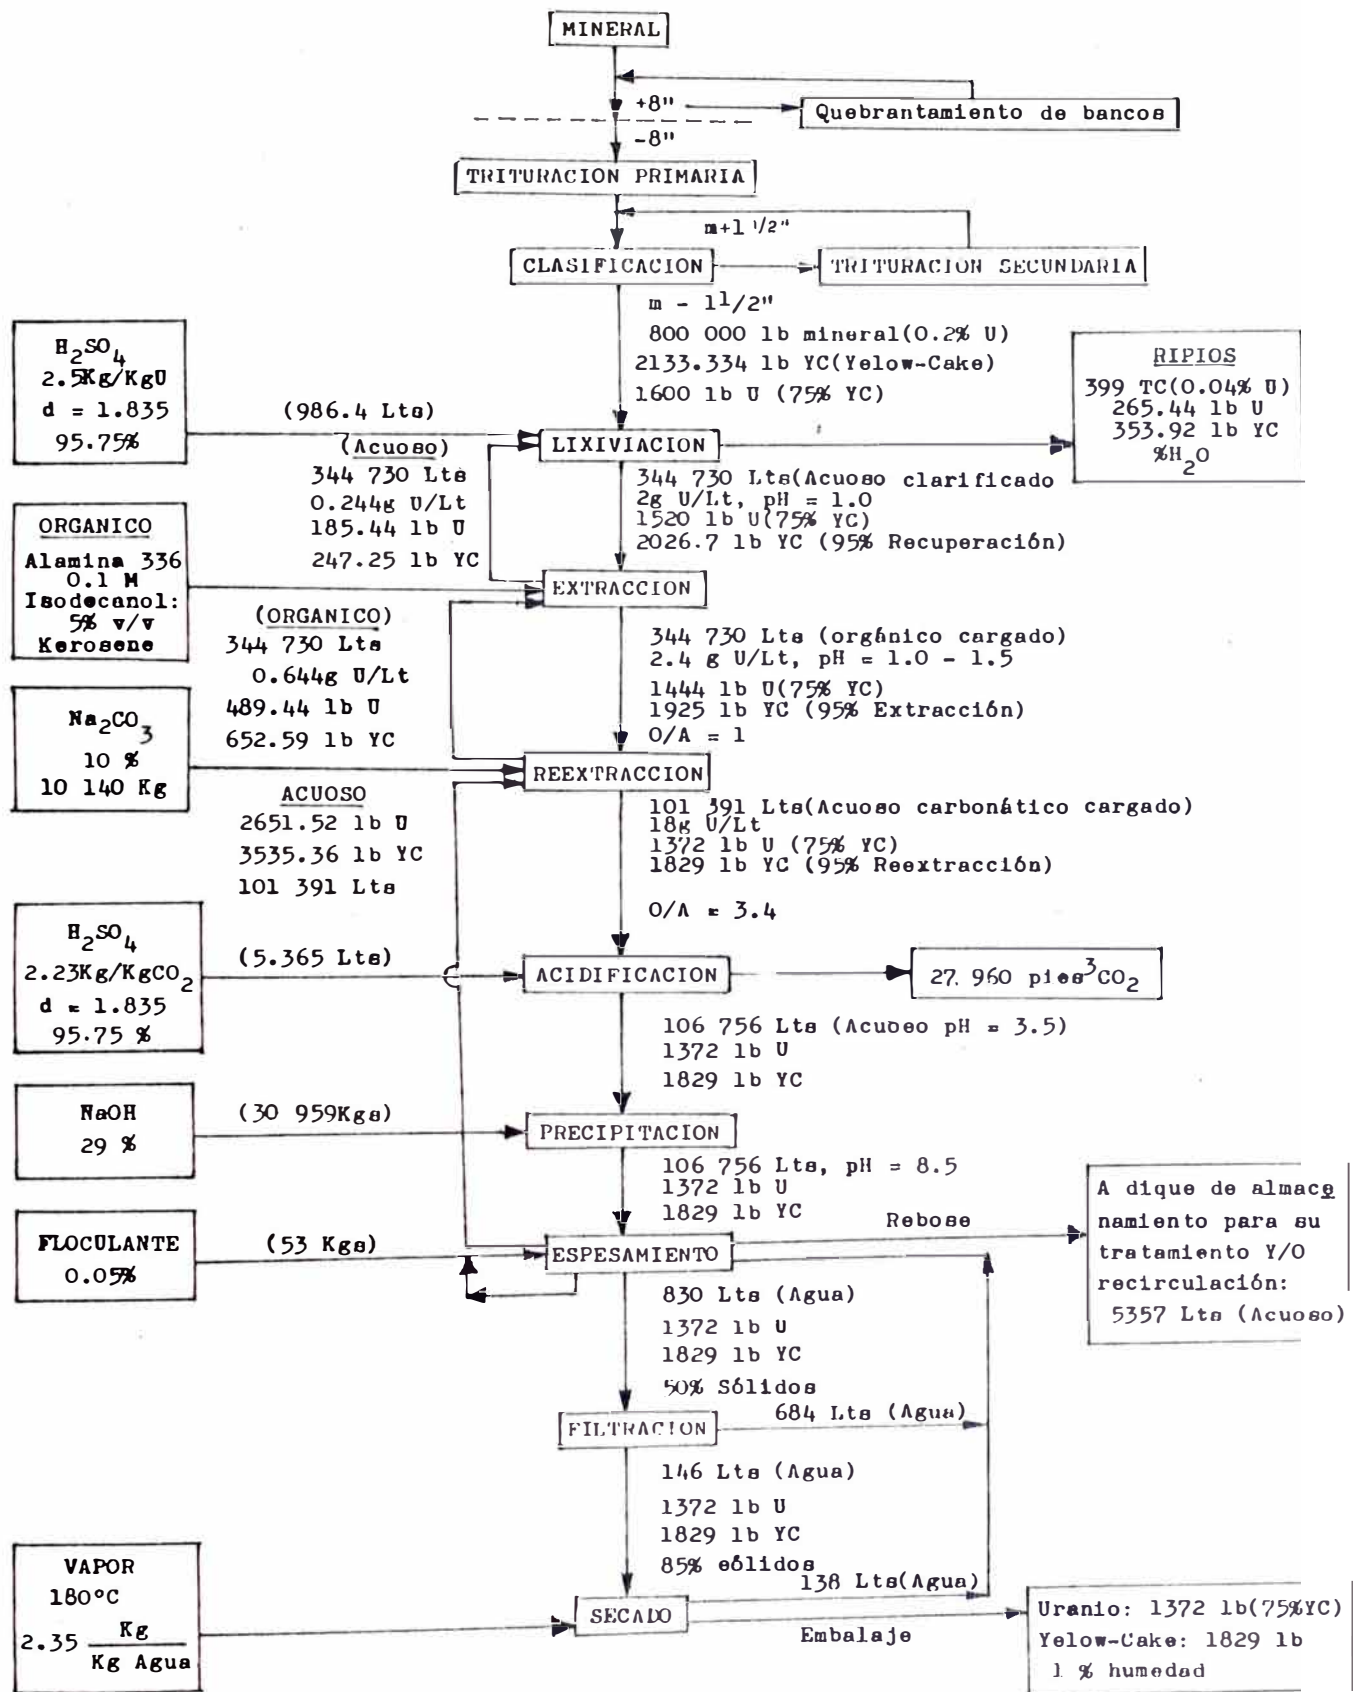 MINERAL
+8"
Quebrantamiento de bancos
-8"
TRITURACION PRIMARIA
m+1 1/2"
CLASIFICACION
TRITURACION SECUNDARIA
m - 1 1/2"
800 000 lb mineral(0.2% U)
2133.334 lb YC(Yelow-Cake)
1600 lb U (75% YC)
H2SO4
2.5Kg/KgU
d = 1.835
95.75%
(986.4 Lts)
LIXIVIACION
RIPIOS
399 TC(0.04% U)
265.44 lb U
353.92 lb YC
%H2O
(Acuoso)
344 730 Lts
0.244g U/Lt
185.44 lb U
247.25 lb YC
344 730 Lts(Acuoso clarificado
2g U/Lt, pH = 1.0
1520 lb U(75% YC)
2026.7 lb YC (95% Recuperación)
ORGANICO
Alamina 336
0.1 M
Isodecanol:
5% v/v
Kerosene
EXTRACCION
(ORGANICO)
344 730 Lts
0.644g U/Lt
489.44 lb U
652.59 lb YC
344 730 Lts (orgánico cargado)
2.4 g U/Lt, pH = 1.0 - 1.5
1444 lb U(75% YC)
1925 lb YC (95% Extracción)
O/A = 1
Na2CO3
10 %
10 140 Kg
REEXTRACCION
ACUOSO
2651.52 lb U
3535.36 lb YC
101 391 Lts
101 391 Lts(Acuoso carbonático cargado)
18g U/Lt
1372 lb U (75% YC)
1829 lb YC (95% Reextracción)
O/A = 3.4
H2SO4
2.23Kg/KgCO2
d = 1.835
95.75 %
(5.365 Lts)
ACIDIFICACION
27.960 pies3CO2
106 756 Lts (Acuoso pH = 3.5)
1372 lb U
1829 lb YC
NaOH
29 %
(30 959Kgs)
PRECIPITACION
106 756 Lts, pH = 8.5
1372 lb U
1829 lb YC
Rebose
A dique de almace
namiento para su
tratamiento Y/O
recirculación:
5357 Lts (Acuoso)
FLOCULANTE
0.05%
(53 Kgs)
ESPESAMIENTO
830 Lts (Agua)
1372 lb U
1829 lb YC
50% Sólidos
684 Lts (Agua)
FILTRACION
146 Lts (Agua)
1372 lb U
1829 lb YC
85% sólidos
138 Lts(Agua)
VAPOR
180°C
2.35 Kg
Kg Agua
SECADO
Embalaje
Uranio: 1372 lb(75%YC)
Yelow-Cake: 1829 lb
1 % humedad